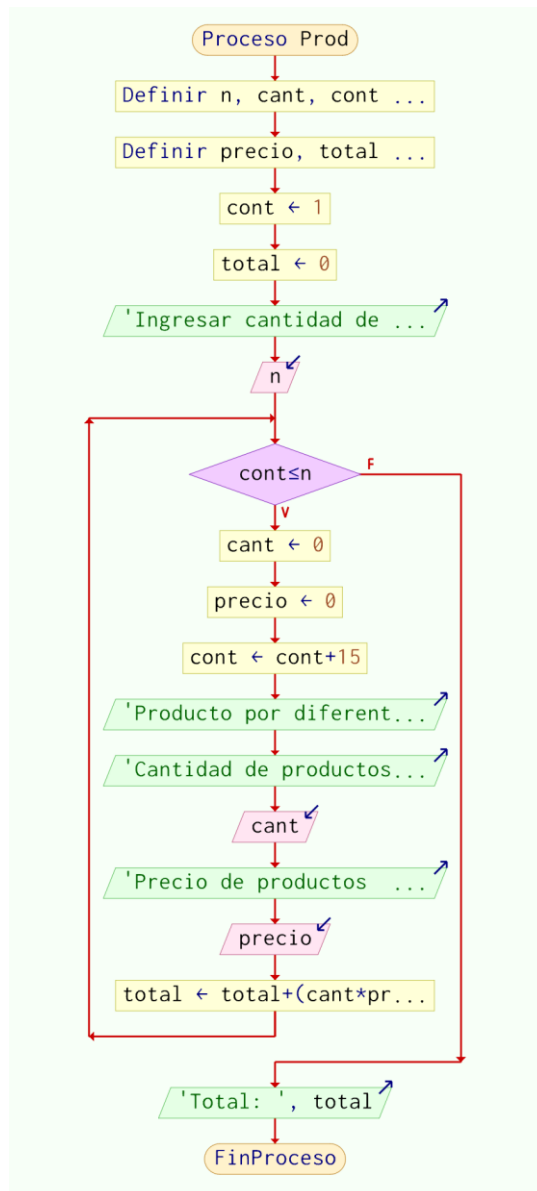 Proceso Prod
Definir n, cant, cont ...
Definir precio, total ...
cont ← 1
total ← 0
'Ingresar cantidad de ...
n
cont≤n
F
V
cant ← 0
precio ← 0
cont ← cont+15
'Producto por diferent...
'Cantidad de productos...
cant
'Precio de productos  ...
precio
total ← total+(cant*pr...
'Total: ', total
FinProceso